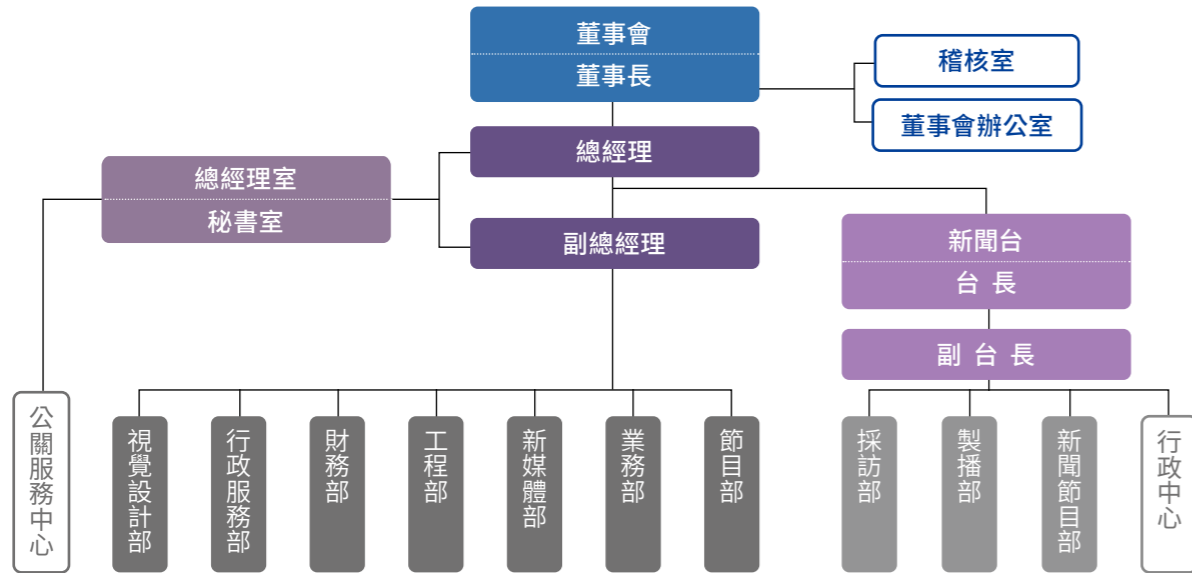 董事會
董事長
稽核室
董事會辦公室
總經理
總經理室
秘書室
副總經理
新聞台
台 長
副 台 長
公關服務中心
視覺設計部
行政服務部
財務部
工程部
新媒體部
業務部
節目部
採訪部
製播部
新聞節目部
行政中心